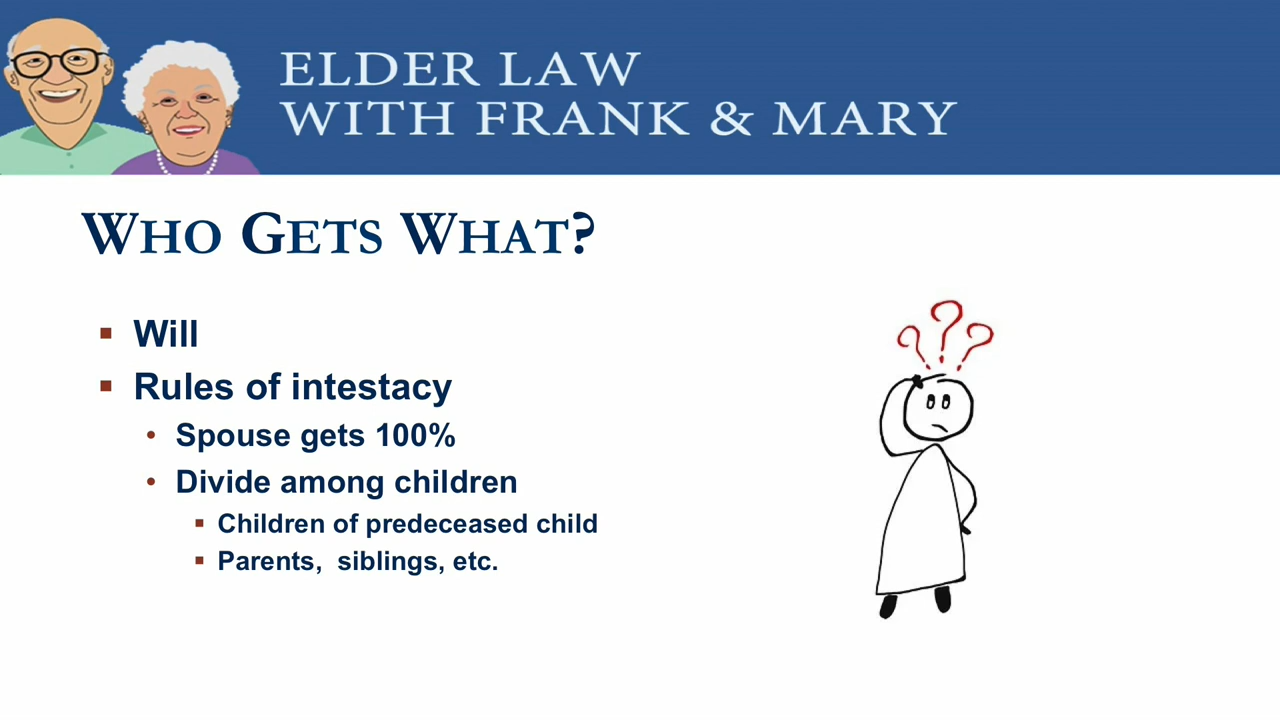 ELDER LAW
WITH FRANK & MARY
WHO GETS WHAT?
Will
Rules of intestacy
Spouse gets 100%
Divide among children
Children of predeceased child
Parents, siblings, etc.
???